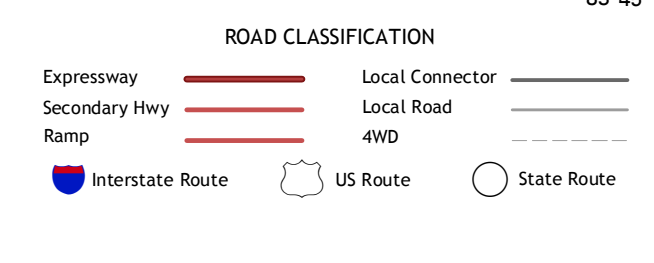 ROAD CLASSIFICATION
Expressway
Local Connector
Secondary Hwy
Local Road
Ramp
4WD
Interstate Route
US Route
State Route